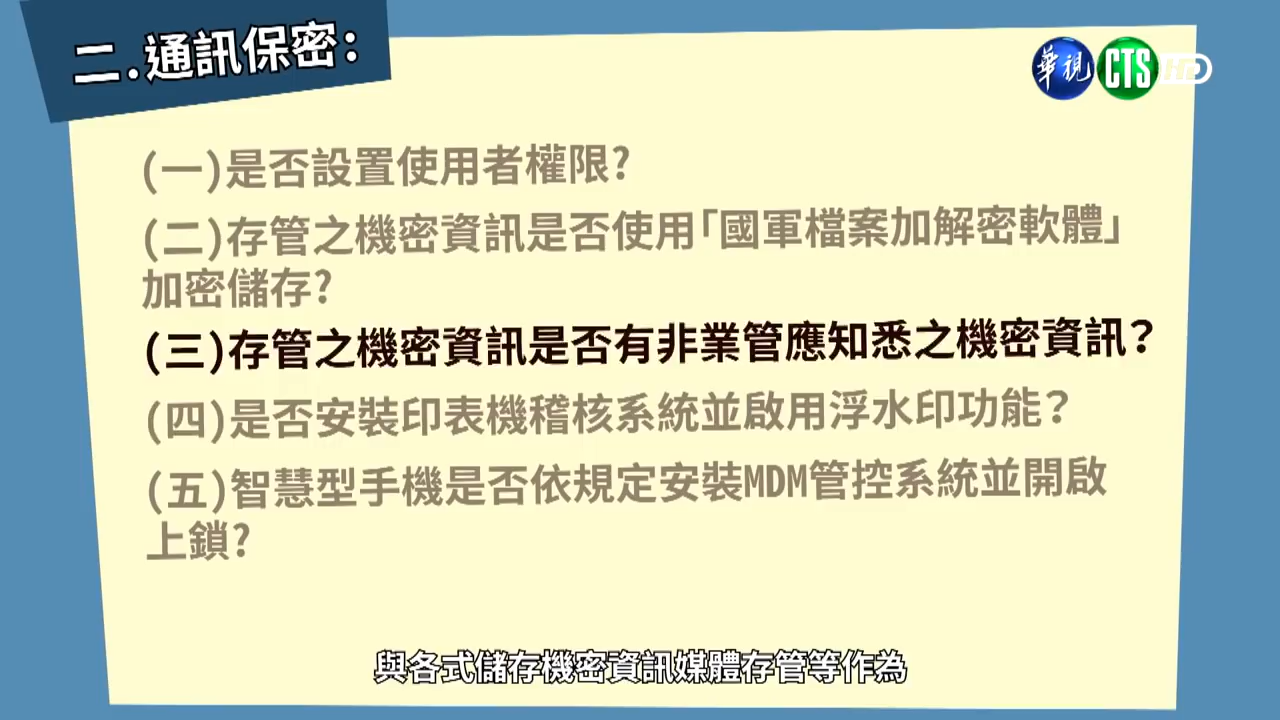 二.通訊保密:
華視 CTS HD
(一)是否設置使用者權限?
(二)存管之機密資訊是否使用「國軍檔案加解密軟體」
加密儲存?
(三)存管之機密資訊是否有非業管應知悉之機密資訊？
(四)是否安裝印表機稽核系統並啟用浮水印功能？
(五)智慧型手機是否依規定安裝MDM管控系統並開啟
上鎖?
與各式儲存機密資訊媒體存管等作為